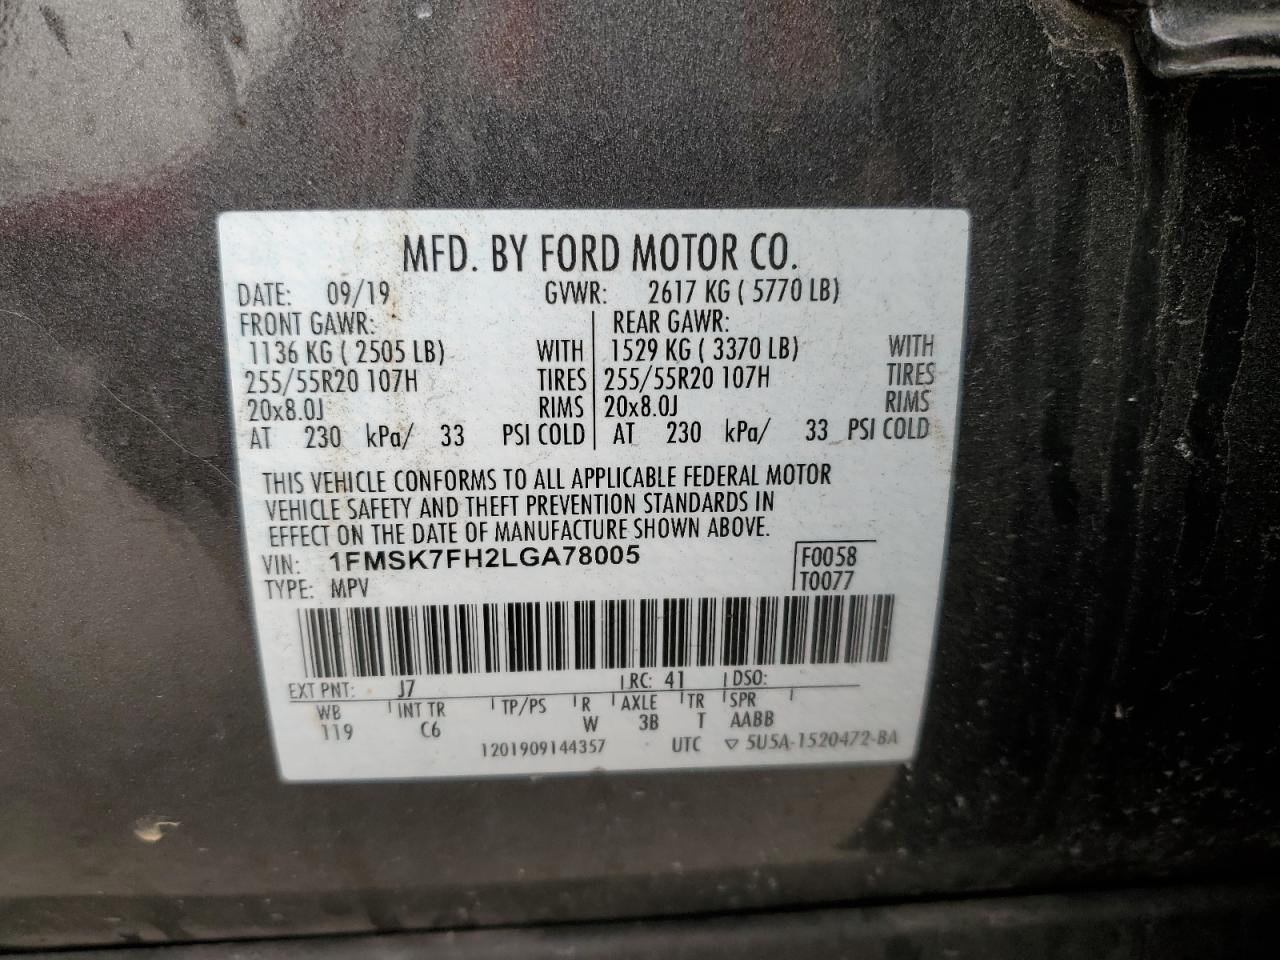 MFD. BY FORD MOTOR CO.
DATE: 09/19 GVWR: 2617 KG ( 5770 LB)
FRONT GAWR: REAR GAWR:
1136 KG ( 2505 LB) WITH 1529 KG ( 3370 LB) WITH
255/55R20 107H TIRES 255/55R20 107H TIRES
20x8.0J RIMS 20x8.0J RIMS
AT 230 kPa/ 33 PSI COLD AT 230 kPa/ 33 PSI COLD
THIS VEHICLE CONFORMS TO ALL APPLICABLE FEDERAL MOTOR
VEHICLE SAFETY AND THEFT PREVENTION STANDARDS IN
EFFECT ON THE DATE OF MANUFACTURE SHOWN ABOVE.
VIN: 1FMSK7FH2LGA78005 F0058
TYPE: MPV T0077
EXT PNT: J7 RC: 41 DSO:
WB INT TR TP/PS R AXLE TR SPR
119 C6 W 3B T AABB
1201909144357 UTC ▽ 5U5A-1520472-BA